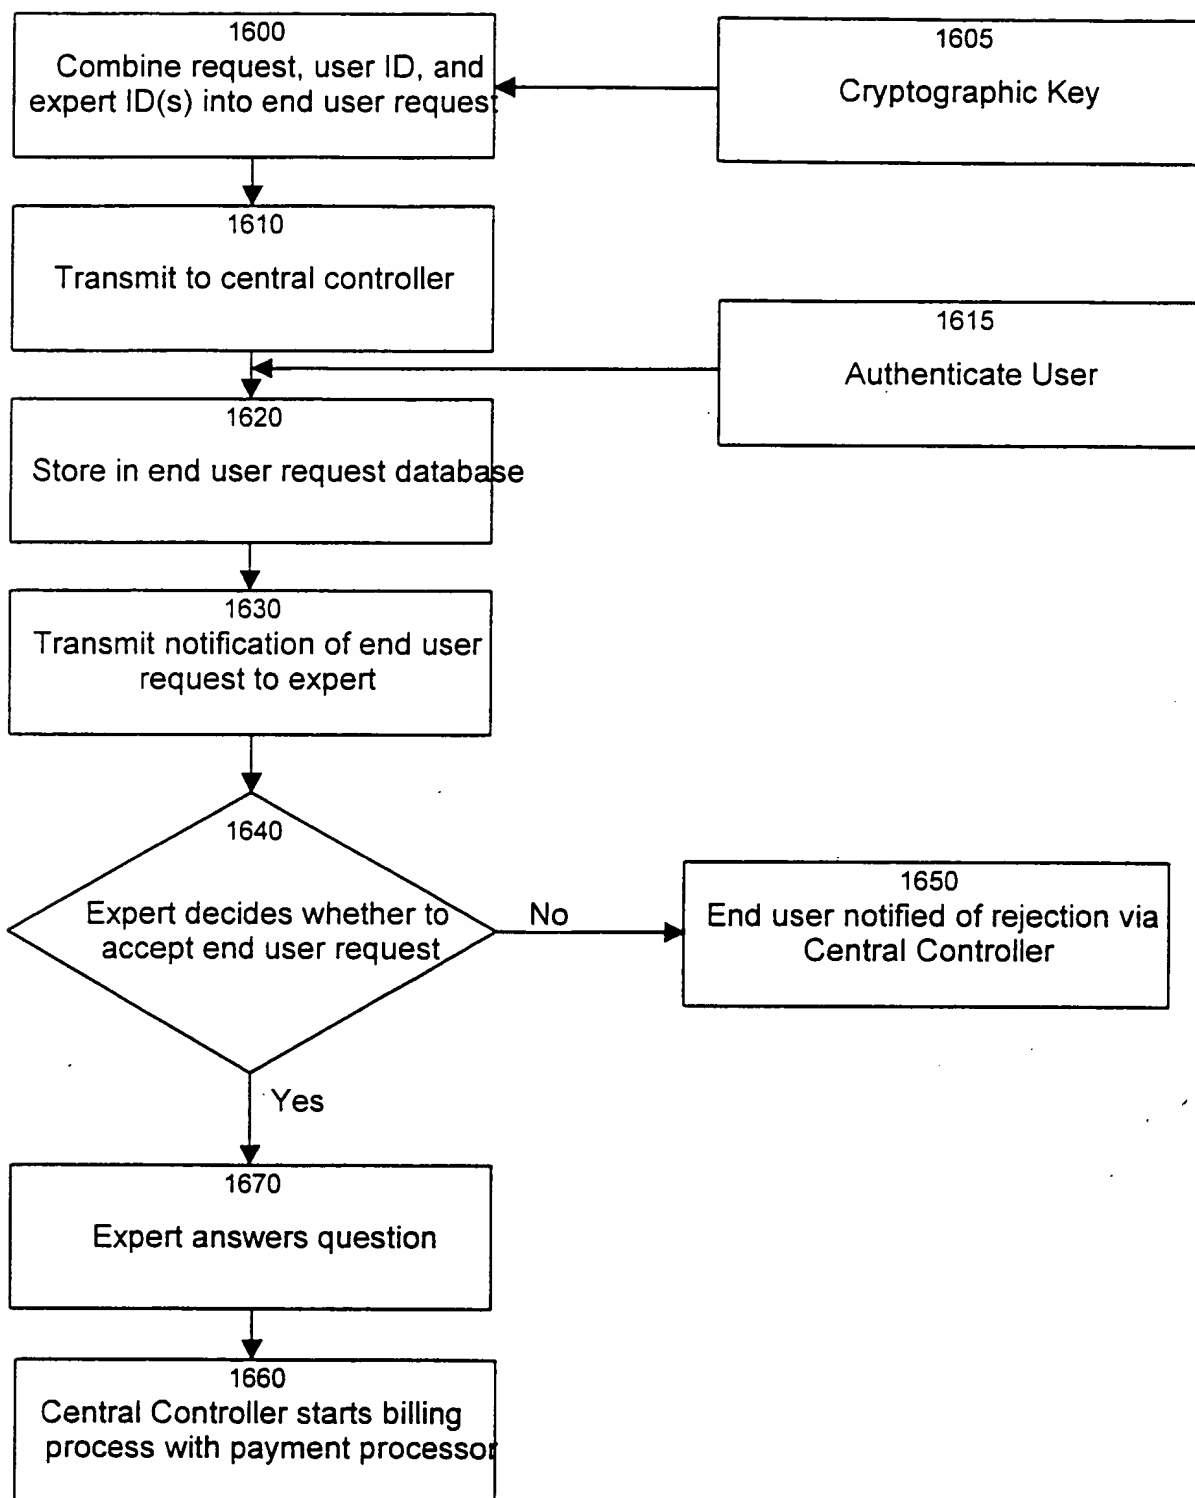 1600
Combine request, user ID, and
expert ID(s) into end user request
1605
Cryptographic Key
1610
Transmit to central controller
1615
Authenticate User
1620
Store in end user request database
1630
Transmit notification of end user
request to expert
1640
Expert decides whether to
accept end user request
No
1650
End user notified of rejection via
Central Controller
Yes
1670
Expert answers question
1660
Central Controller starts billing
process with payment processor